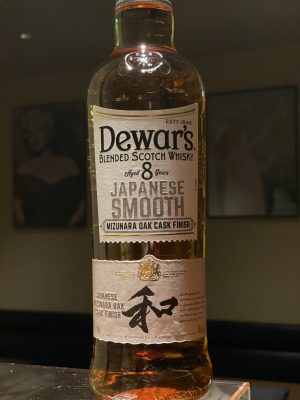 ESTD 1846
Dewar's
BLENDED SCOTCH WHISKY
Aged 8 Years
JAPANESE
SMOOTH
MIZUNARA OAK CASK FINISH
JAPANESE
MIZUNARA OAK
CASK FINISH
和